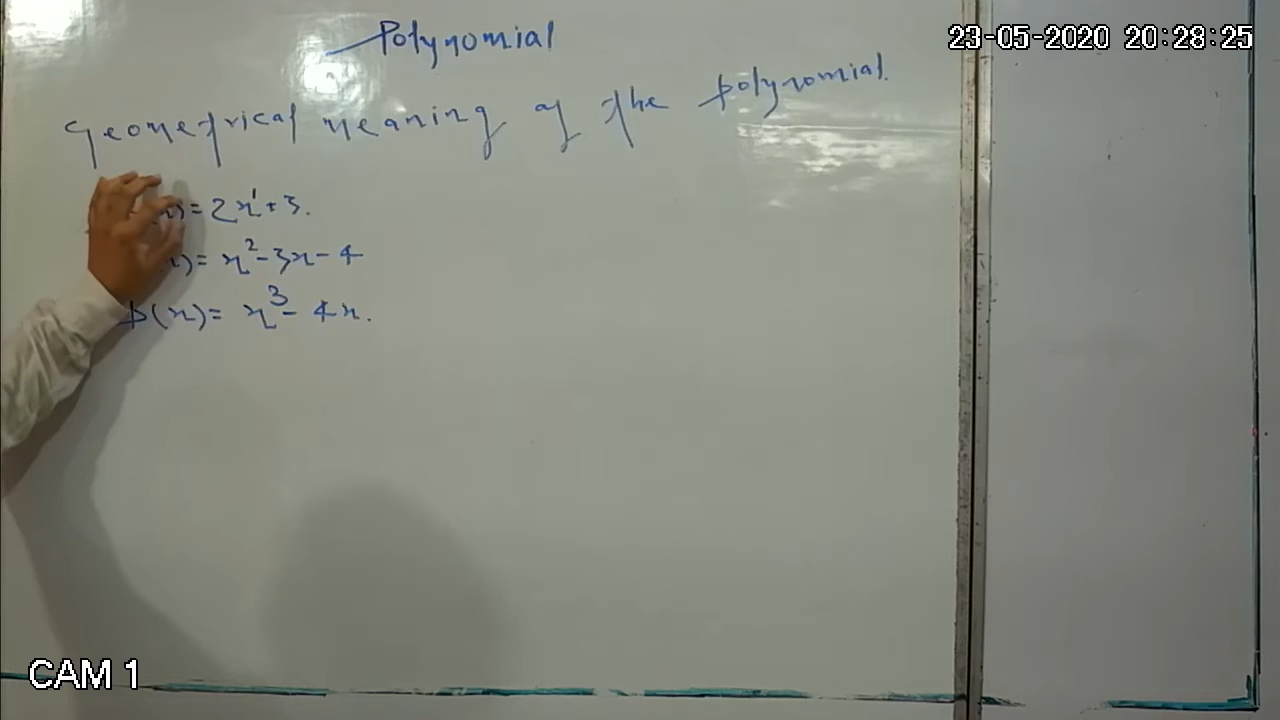 Polynomial
23-05-2020 20:28:25
Geometrical meaning of the polynomial.
x)= 2x¹+3.
x)= x²-3x-4
p(x)= x³-4x.
CAM 1